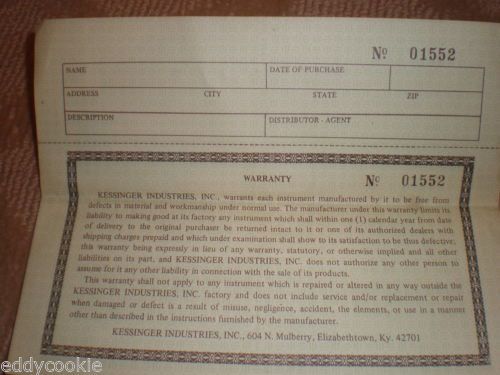 Nº 01552
NAME DATE OF PURCHASE
ADDRESS CITY STATE ZIP
DESCRIPTION DISTRIBUTOR - AGENT
WARRANTY Nº 01552
KESSINGER INDUSTRIES, INC., warrants each instrument manufactured by it to be free from
defects in material and workmanship under normal use. The manufacturer under this warranty limits its
liability to making good at its factory any instrument which shall within one (1) calendar year from date
of delivery to the original purchaser be returned intact to it or one of its authorized dealers with
shipping charges prepaid and which under examination shall show to its satisfaction to be thus defective;
this warranty being expressly in lieu of any warranty, statutory, or otherwise implied and all other
liabilities on its part, and KESSINGER INDUSTRIES, INC. does not authorize any other person to
assume for it any other liability in connection with the sale of its products.
This warranty shall not apply to any instrument which is repaired or altered in any way outside the
KESSINGER INDUSTRIES, INC. factory and does not include service and/or replacement or repair
when damaged or defect is a result of misuse, negligence, accident, the elements, or use in a manner
other than described in the instructions furnished by the manufacturer.
KESSINGER INDUSTRIES, INC., 604 N. Mulberry, Elizabethtown, Ky. 42701
eddycookie